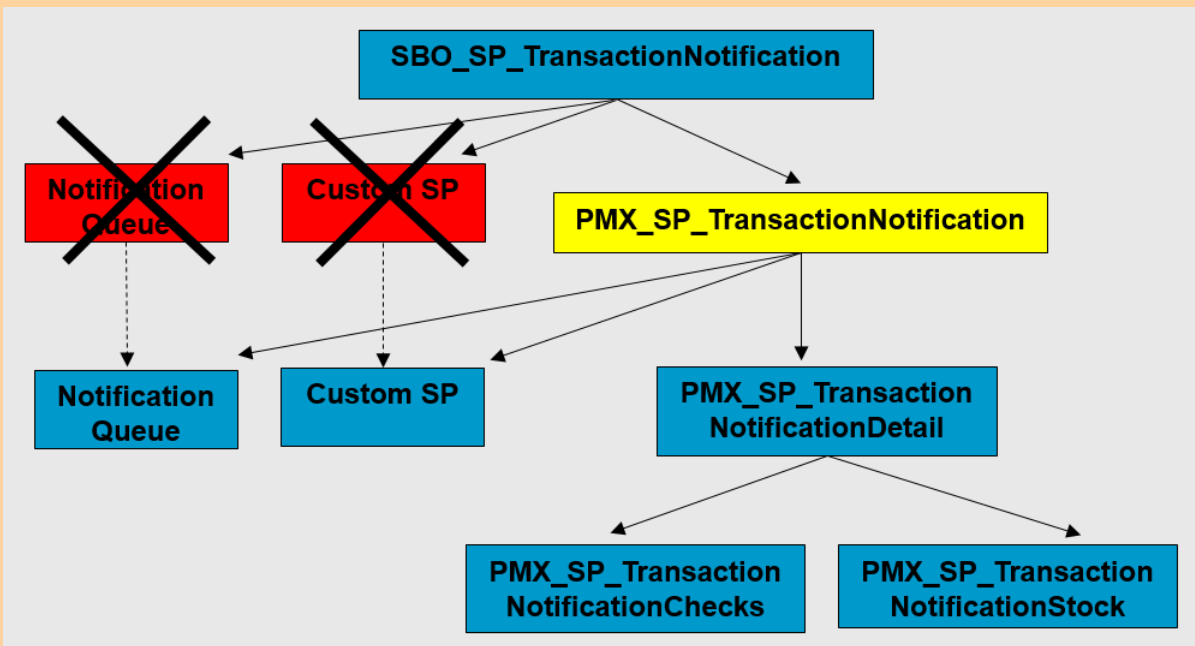 SBO_SP_TransactionNotification
Notification
Queue
Custom SP
PMX_SP_TransactionNotification
Notification
Queue
Custom SP
PMX_SP_Transaction
NotificationDetail
PMX_SP_Transaction
NotificationChecks
PMX_SP_Transaction
NotificationStock